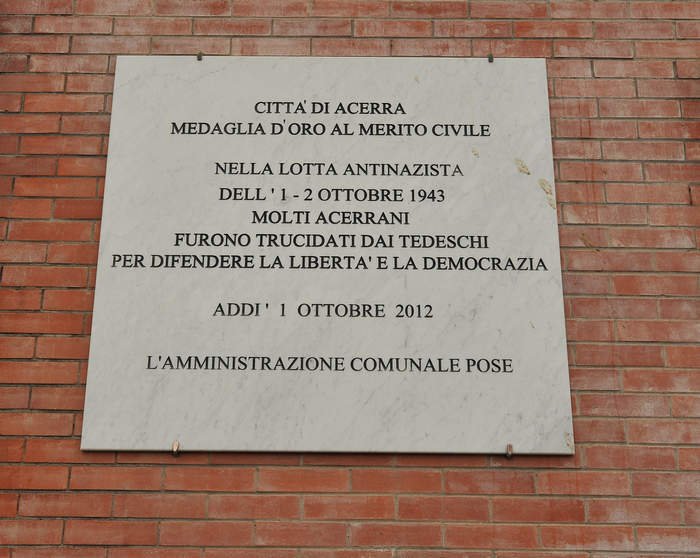 CITTA' DI ACERRA
MEDAGLIA D'ORO AL MERITO CIVILE
NELLA LOTTA ANTINAZISTA
DELL ' 1 - 2 OTTOBRE 1943
MOLTI ACERRANI
FURONO TRUCIDATI DAI TEDESCHI
PER DIFENDERE LA LIBERTA' E LA DEMOCRAZIA
ADDI ' 1 OTTOBRE 2012
L'AMMINISTRAZIONE COMUNALE POSE